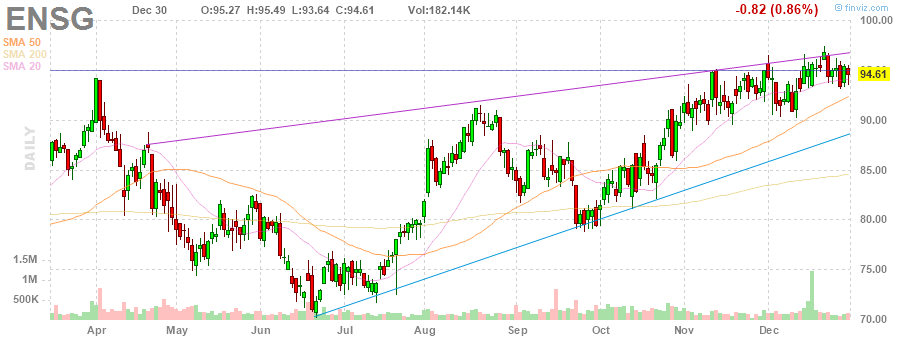 ENSG Dec 30 O:95.27 H:95.49 L:93.64 C:94.61 Vol:182.14K -0.82 (0.86%) © finviz.com
SMA 50
SMA 200
SMA 20
DAILY
100.00
94.61
90.00
85.00
80.00
75.00
70.00
1.5M
1M
500K
Apr May Jun Jul Aug Sep Oct Nov Dec